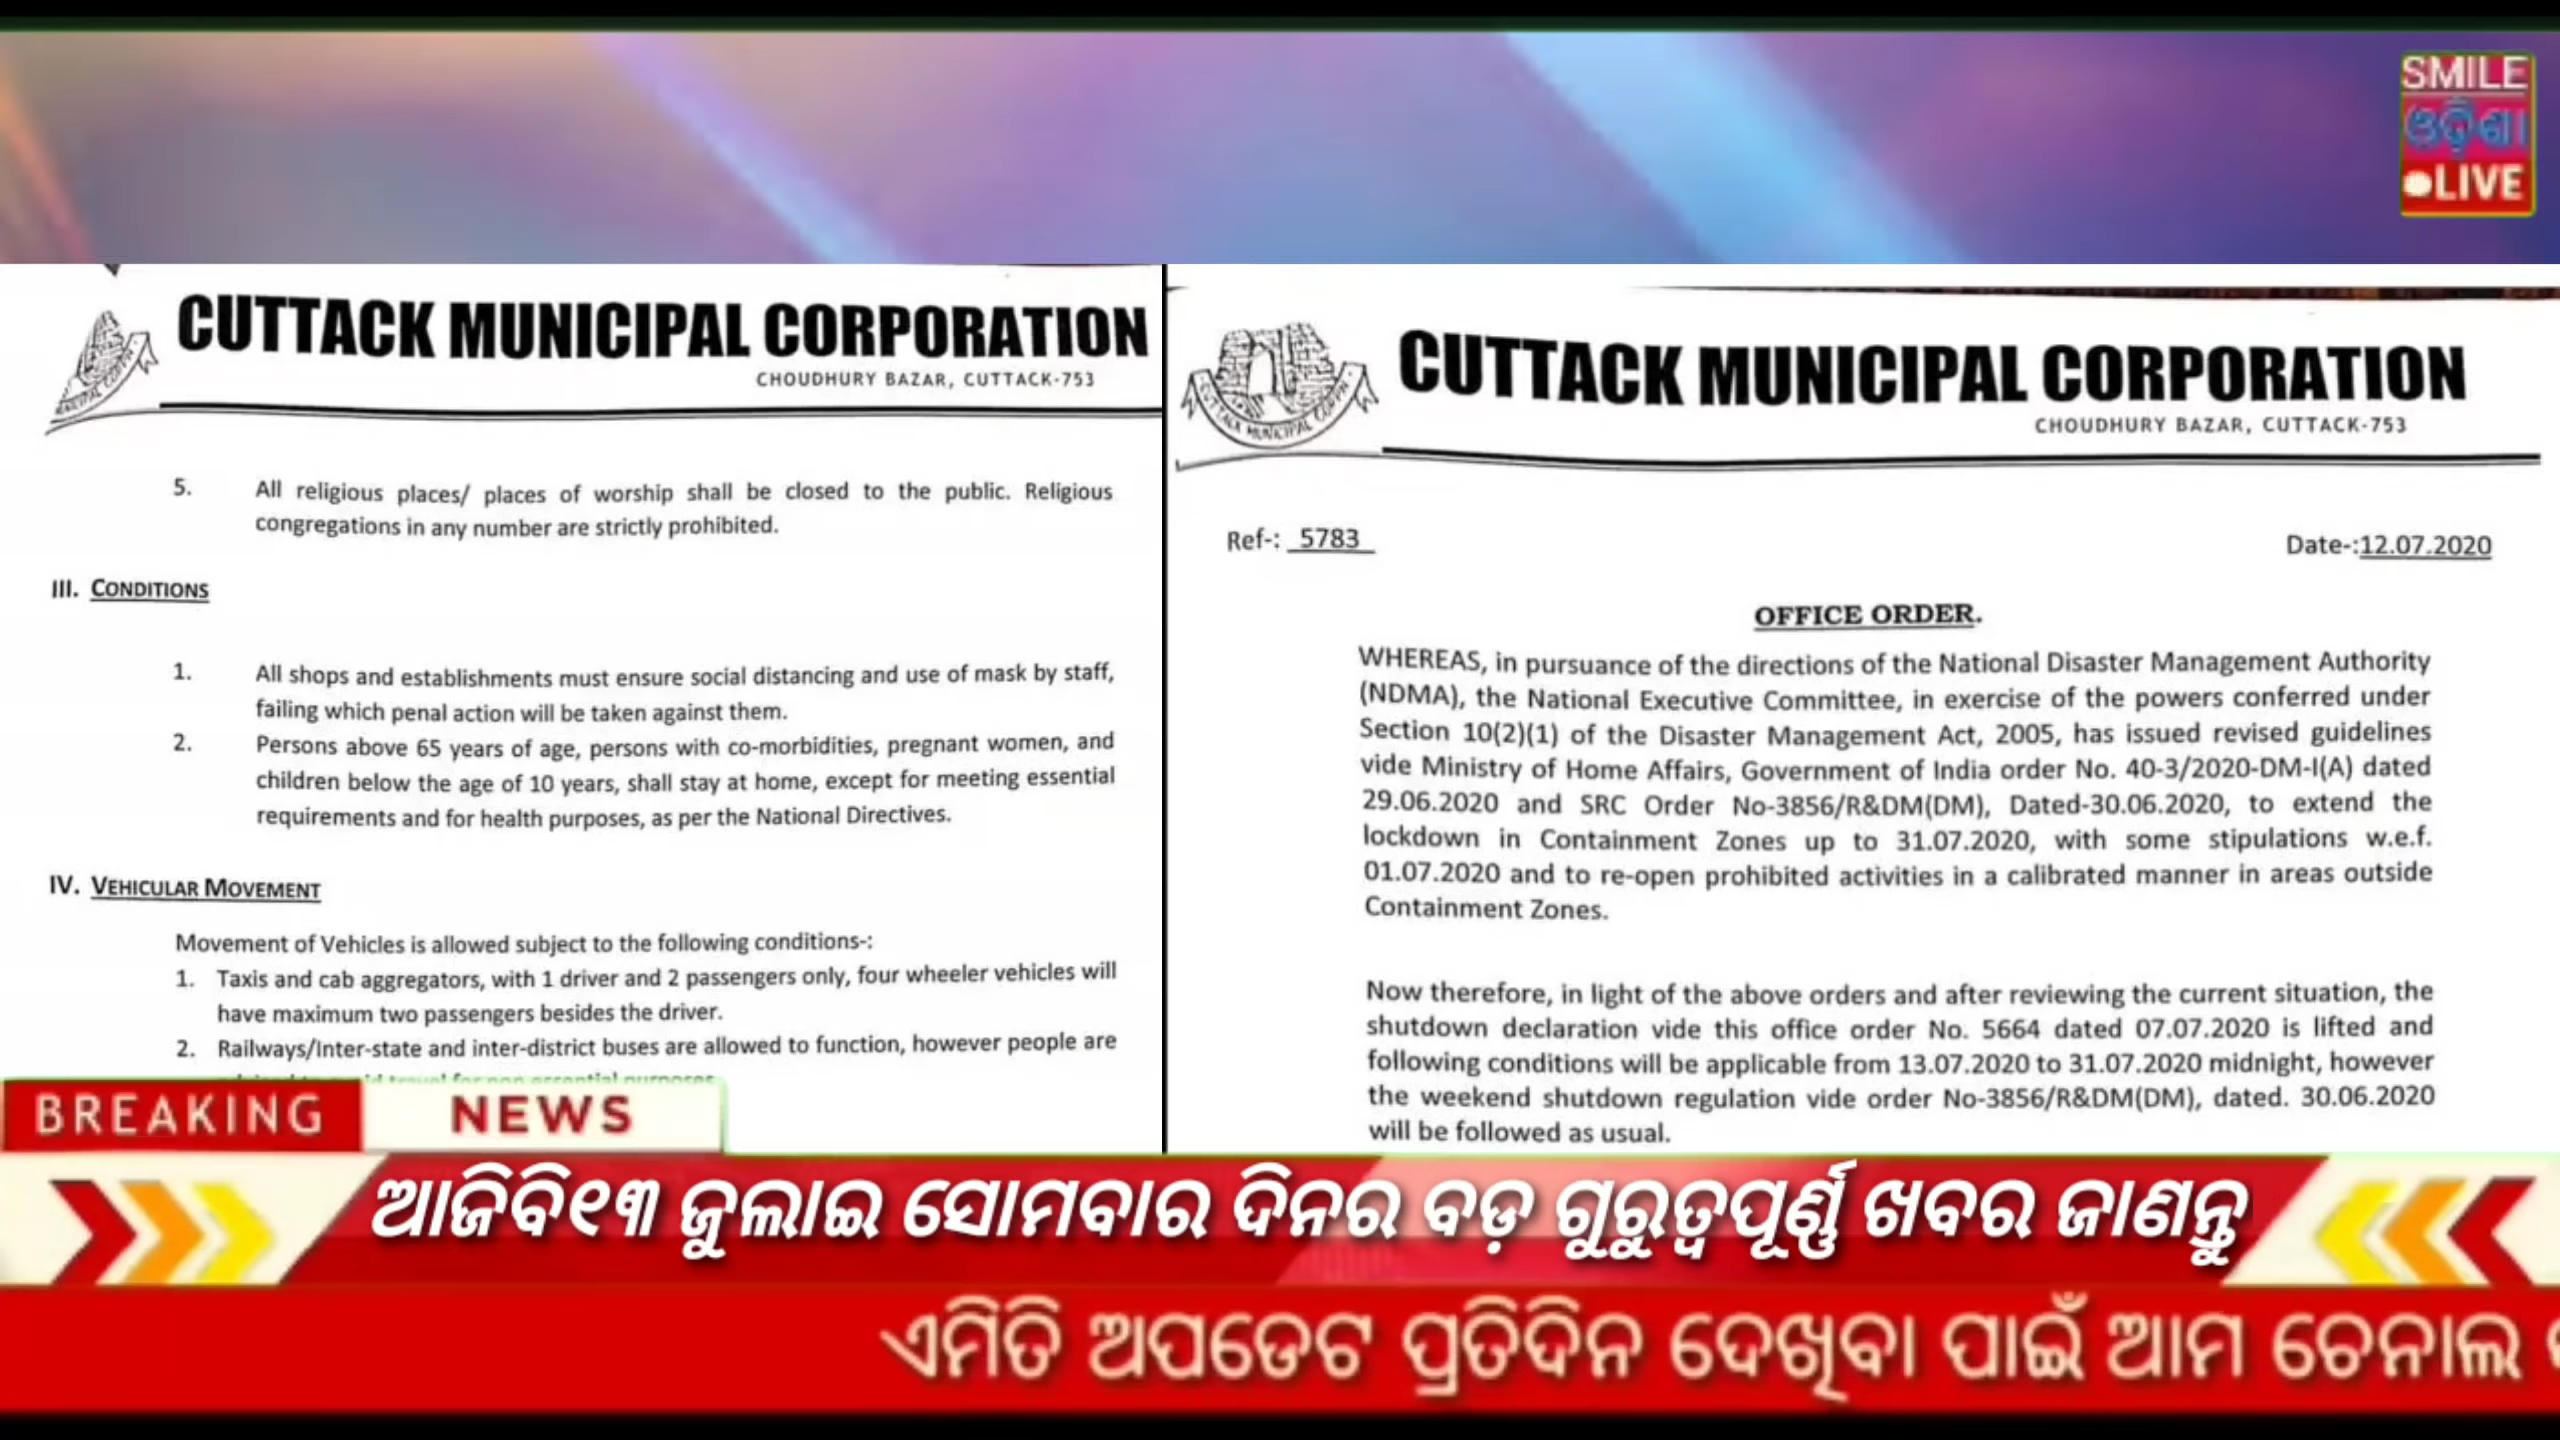 SMILE
ଓଡ଼ିଶା
LIVE
CUTTACK MUNICIPAL CORPORATION
CHOUDHURY BAZAR, CUTTACK-753
5. All religious places/ places of worship shall be closed to the public. Religious
congregations in any number are strictly prohibited.
III. CONDITIONS
1. All shops and establishments must ensure social distancing and use of mask by staff,
failing which penal action will be taken against them.
2. Persons above 65 years of age, persons with co-morbidities, pregnant women, and
children below the age of 10 years, shall stay at home, except for meeting essential
requirements and for health purposes, as per the National Directives.
IV. VEHICULAR MOVEMENT
Movement of Vehicles is allowed subject to the following conditions-:
1. Taxis and cab aggregators, with 1 driver and 2 passengers only, four wheeler vehicles will
have maximum two passengers besides the driver.
2. Railways/Inter-state and inter-district buses are allowed to function, however people are
CUTTACK MUNICIPAL CORPN
CUTTACK MUNICIPAL CORPORATION
CHOUDHURY BAZAR, CUTTACK-753
Ref-: 5783 Date-:12.07.2020
OFFICE ORDER.
WHEREAS, in pursuance of the directions of the National Disaster Management Authority
(NDMA), the National Executive Committee, in exercise of the powers conferred under
Section 10(2)(1) of the Disaster Management Act, 2005, has issued revised guidelines
vide Ministry of Home Affairs, Government of India order No. 40-3/2020-DM-I(A) dated
29.06.2020 and SRC Order No-3856/R&DM(DM), Dated-30.06.2020, to extend the
lockdown in Containment Zones up to 31.07.2020, with some stipulations w.e.f.
01.07.2020 and to re-open prohibited activities in a calibrated manner in areas outside
Containment Zones.
Now therefore, in light of the above orders and after reviewing the current situation, the
shutdown declaration vide this office order No. 5664 dated 07.07.2020 is lifted and
following conditions will be applicable from 13.07.2020 to 31.07.2020 midnight, however
the weekend shutdown regulation vide order No-3856/R&DM(DM), dated. 30.06.2020
will be followed as usual.
BREAKING NEWS
ଆଜିବି୧୩ ଜୁଲାଇ ସୋମବାର ଦିନର ବଡ଼ ଗୁରୁତ୍ୱପୂର୍ଣ୍ଣ ଖବର ଜାଣନ୍ତୁ
ଏମିତି ଅପଡେଟ ପ୍ରତିଦିନ ଦେଖିବା ପାଇଁ ଆମ ଚେନାଲ